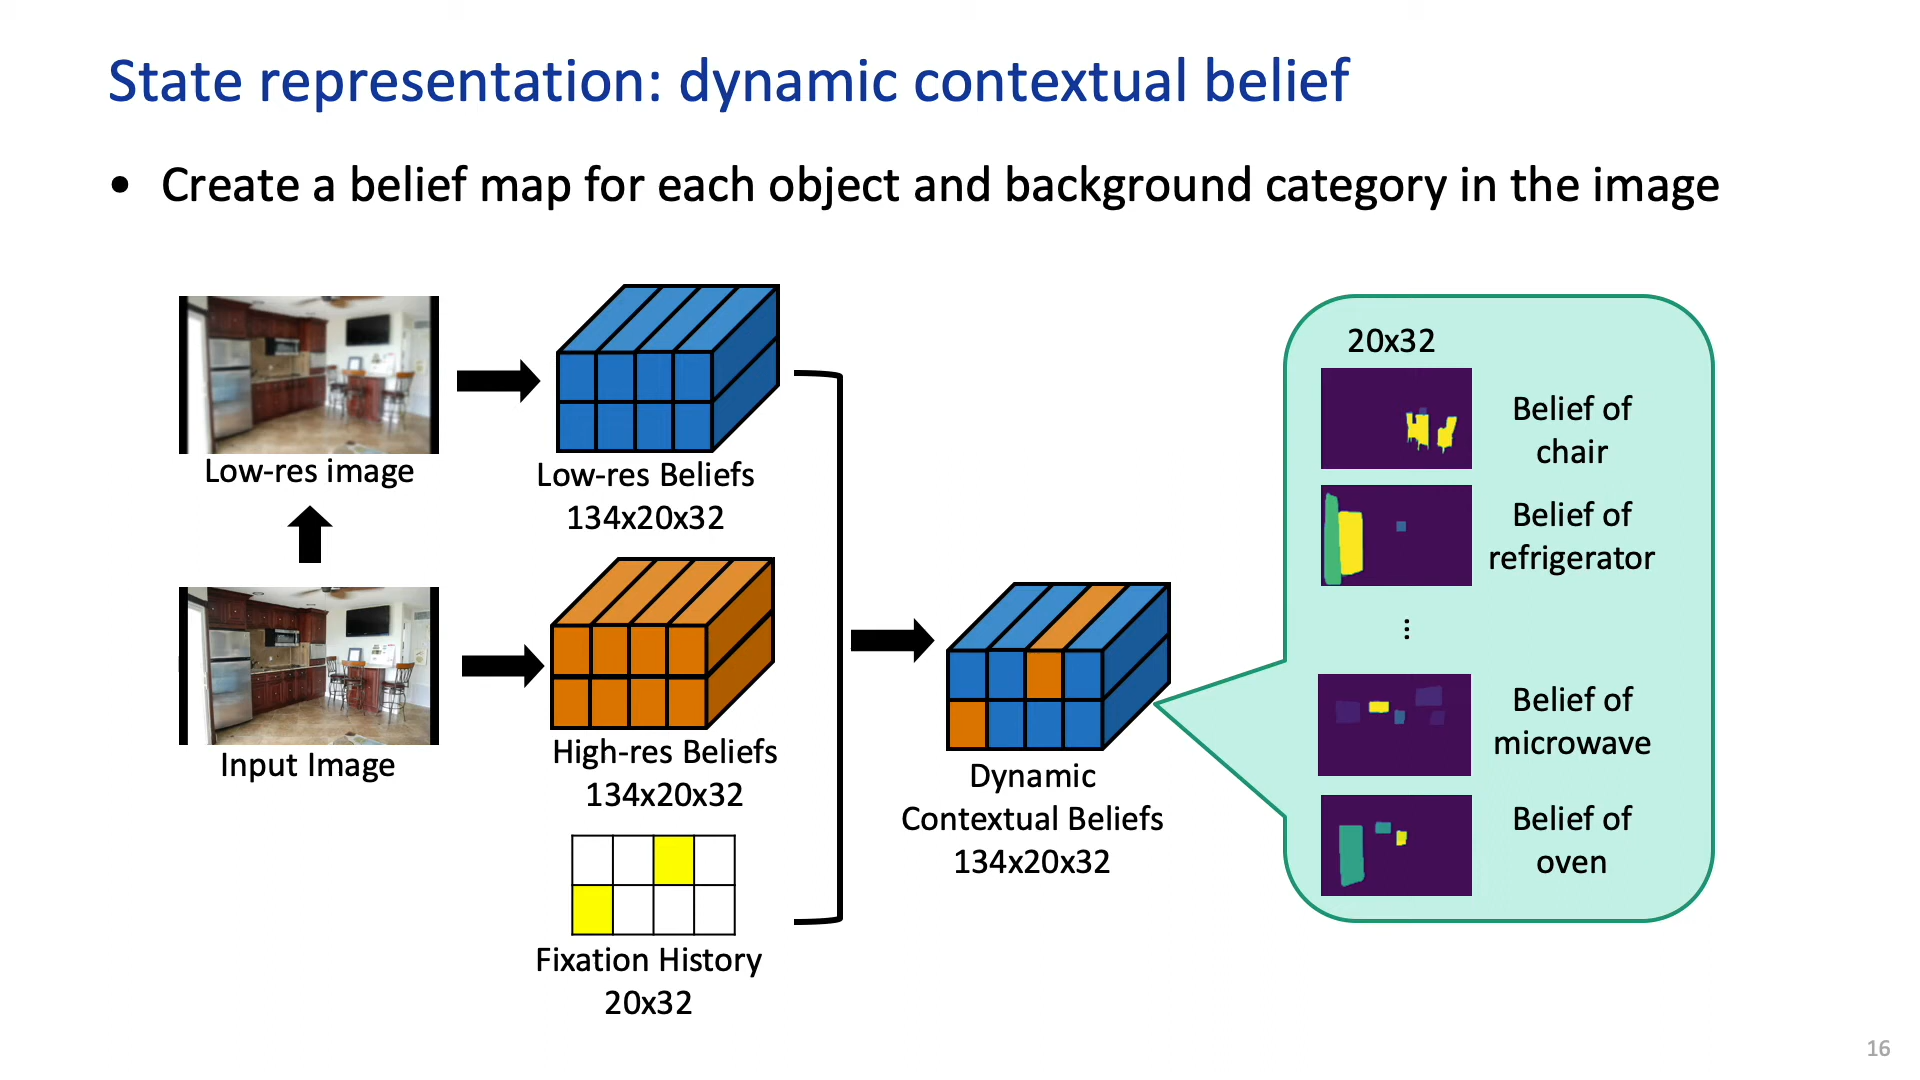 State representation: dynamic contextual belief
• Create a belief map for each object and background category in the image
Low-res image
Input Image
Low-res Beliefs
134x20x32
High-res Beliefs
134x20x32
Fixation History
20x32
Dynamic
Contextual Beliefs
134x20x32
20x32
Belief of
chair
Belief of
refrigerator
⋮
Belief of
microwave
Belief of
oven
16